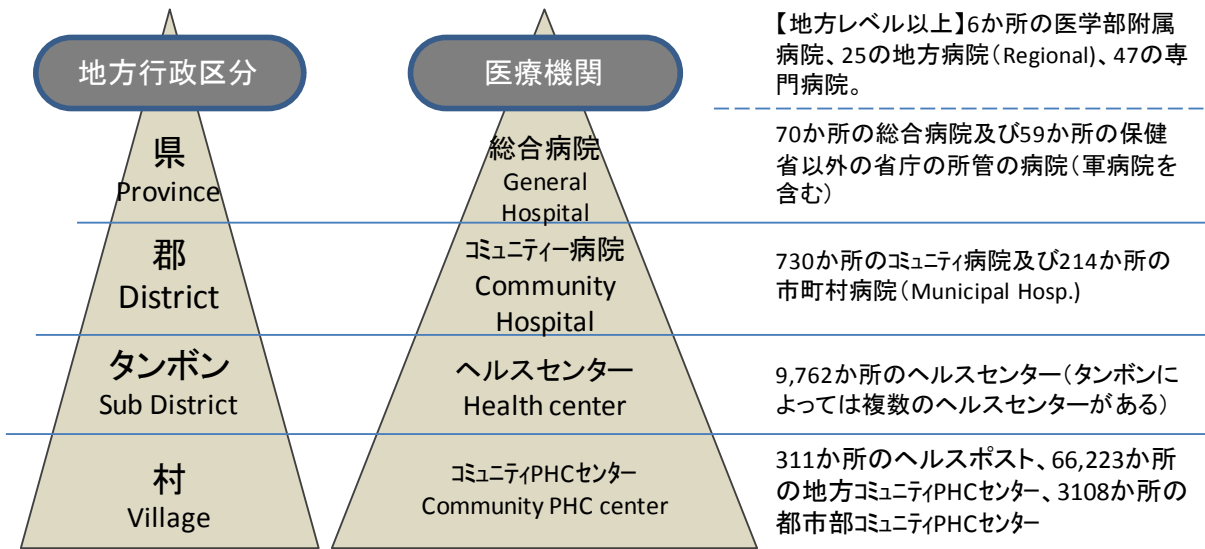 地方行政区分
県
Province
郡
District
タンボン
Sub District
村
Village
医療機関
総合病院
General
Hospital
コミュニティー病院
Community
Hospital
ヘルスセンター
Health center
コミュニティPHCセンター
Community PHC center
【地方レベル以上】6か所の医学部附属
病院、25の地方病院(Regional)、47の専
門病院。
70か所の総合病院及び59か所の保健
省以外の省庁の所管の病院(軍病院を
含む)
730か所のコミュニティ病院及び214か所の
市町村病院(Municipal Hosp.)
9,762か所のヘルスセンター(タンボンに
よっては複数のヘルスセンターがある)
311か所のヘルスポスト、66,223か所
の地方コミュニティPHCセンター、3108か所の
都市部コミュニティPHCセンター